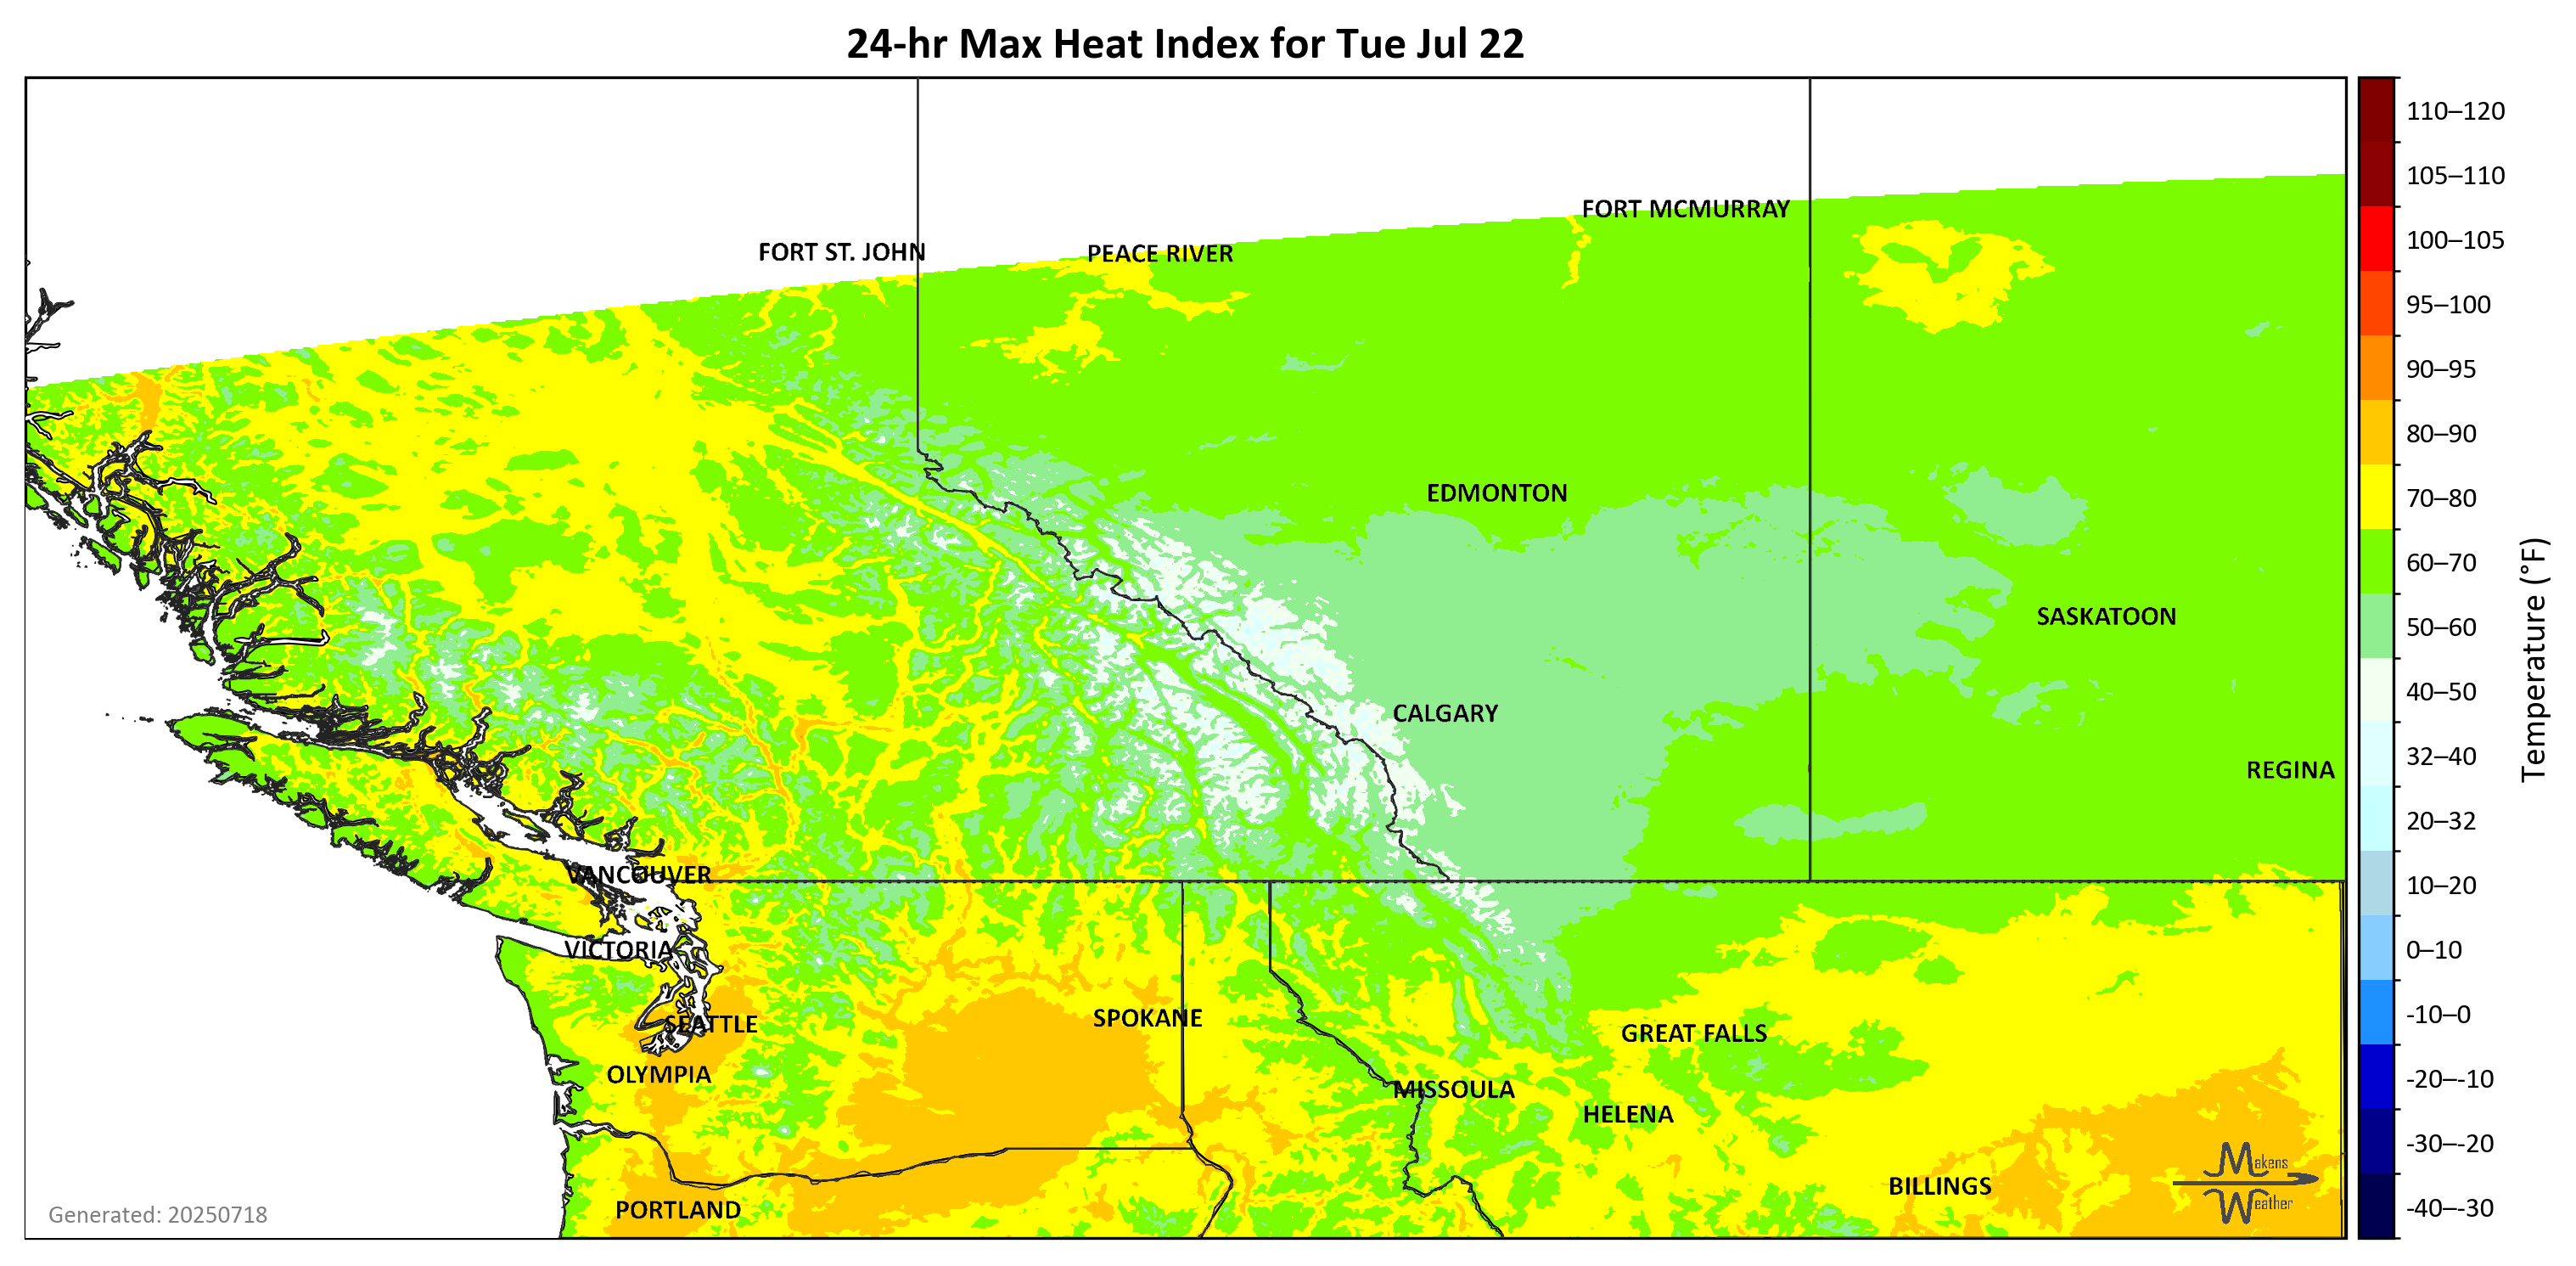 24-hr Max Heat Index for Tue Jul 22
110–120
105–110
100–105
95–100
90–95
80–90
70–80
60–70
50–60
40–50
32–40
20–32
10–20
0–10
-10–0
-20–-10
-30–-20
-40–-30
Temperature (°F)
FORT MCMURRAY
FORT ST. JOHN
PEACE RIVER
EDMONTON
SASKATOON
CALGARY
REGINA
VANCOUVER
VICTORIA
SEATTLE
SPOKANE
GREAT FALLS
OLYMPIA
MISSOULA
HELENA
BILLINGS
PORTLAND
Makens
Weather
Generated: 20250718